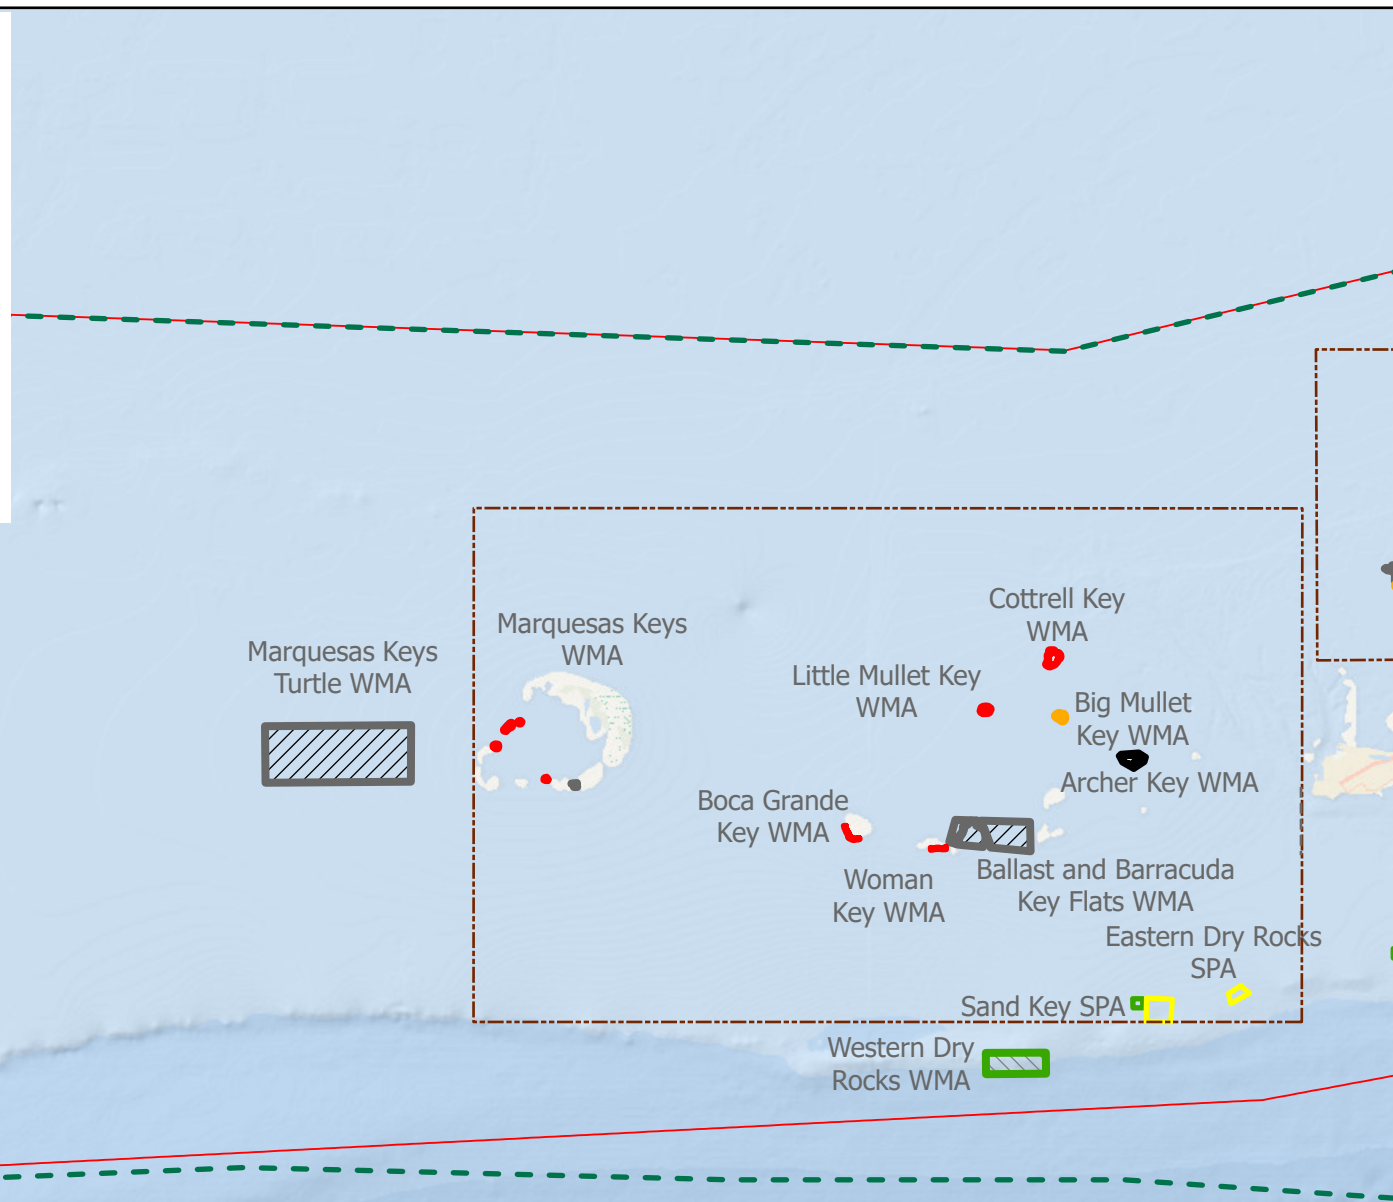 Cottrell Key
WMA
Marquesas Keys
WMA
Marquesas Keys
Turtle WMA
Little Mullet Key
WMA
Big Mullet
Key WMA
Archer Key WMA
Boca Grande
Key WMA
Woman
Key WMA
Ballast and Barracuda
Key Flats WMA
Eastern Dry Rocks
SPA
Sand Key SPA
Western Dry
Rocks WMA